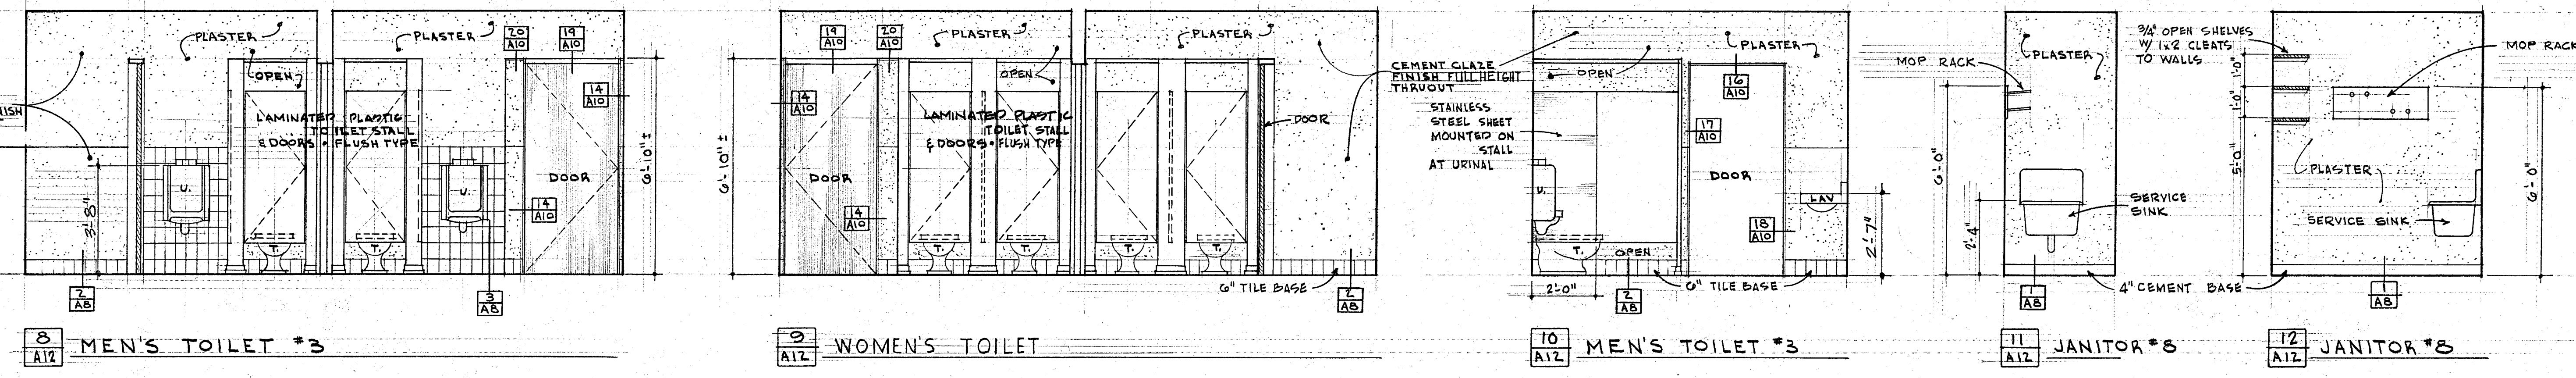 PLASTER
OPEN
LAMINATED PLASTIC
TOILET STALL
& DOORS • FLUSH TYPE
PLASTER
20
A10
19
A10
14
A10
14
A10
NISH
3'-8"
U.
T.
T.
U.
DOOR
6'-10" ±
2
A8
3
A8
8
A12
MEN'S TOILET #3
6'-10" ±
19
A10
20
A10
PLASTER
PLASTER
OPEN
14
A10
14
A10
LAMINATED PLASTIC
TOILET STALL
& DOORS • FLUSH TYPE
DOOR
DOOR
T.
T.
T.
T.
6" TILE BASE
2
A8
9
A12
WOMEN'S TOILET
CEMENT GLAZE
FINISH FULL HEIGHT
THRUOUT
STAINLESS
STEEL SHEET
MOUNTED ON
STALL
AT URINAL
OPEN
PLASTER
16
A10
17
A10
18
A10
DOOR
U.
T.
OPEN
LAV
2'-7"
2'-0"
2
A8
6" TILE BASE
10
A12
MEN'S TOILET #3
MOP RACK
PLASTER
6'-0"
2'-4"
SERVICE
SINK
1
A8
4" CEMENT BASE
11
A12
JANITOR #8
3/4" OPEN SHELVES
W/ 1x2 CLEATS
TO WALLS
1'-0"
1'-0"
5'-0"
MOP RACK
PLASTER
SERVICE SINK
6'-0"
1
A8
12
A12
JANITOR #8